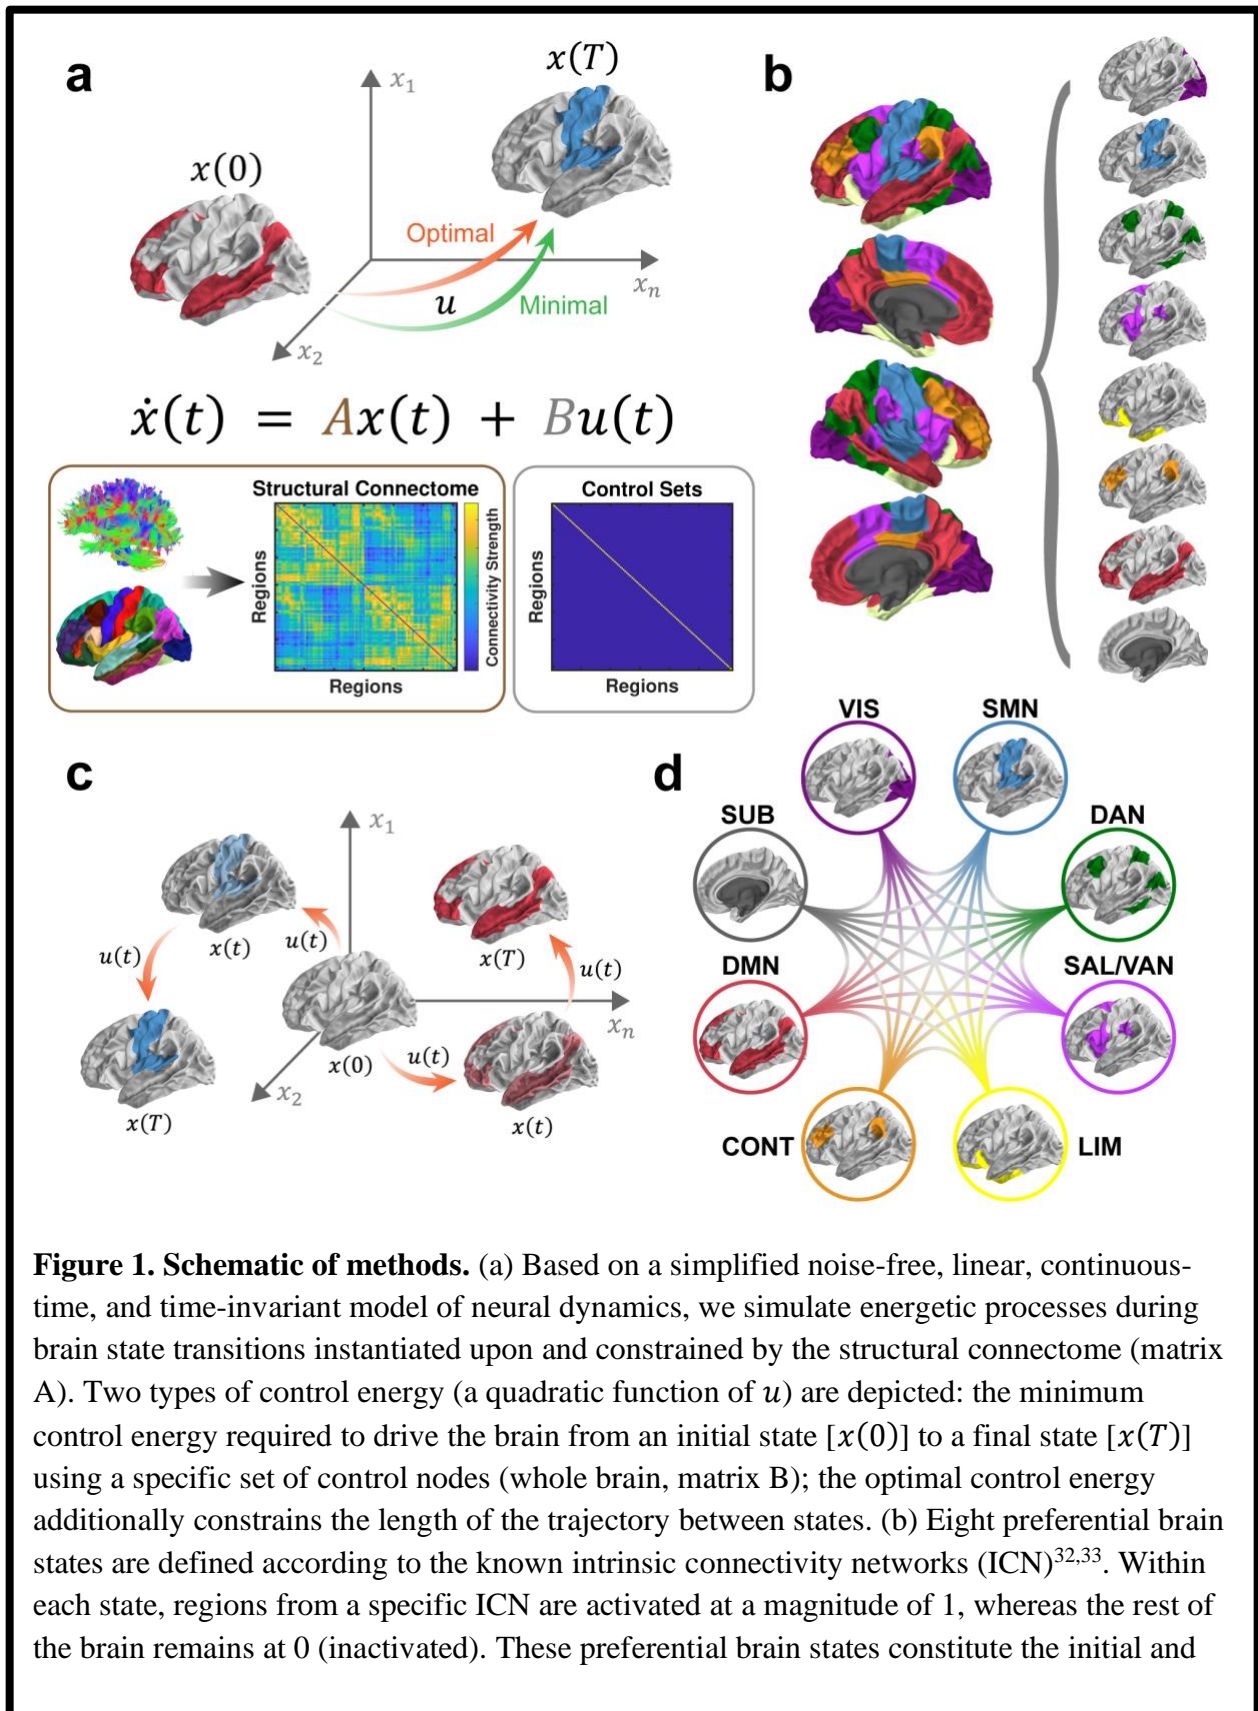 a
x(T)
x₁
x(0)
Optimal
xₙ
u
Minimal
x₂
ẋ(t) = Ax(t) + Bu(t)
Structural Connectome
Regions
Regions
Connectivity Strength
Control Sets
Regions
Regions
b
c
x₁
x(t)
u(t)
u(t)
x(T)
u(t)
xₙ
x(0)
u(t)
x₂
x(T)
x(t)
d
VIS
SMN
SUB
DAN
DMN
SAL/VAN
CONT
LIM
Figure 1. Schematic of methods. (a) Based on a simplified noise-free, linear, continuous-
time, and time-invariant model of neural dynamics, we simulate energetic processes during
brain state transitions instantiated upon and constrained by the structural connectome (matrix
A). Two types of control energy (a quadratic function of u) are depicted: the minimum
control energy required to drive the brain from an initial state [x(0)] to a final state [x(T)]
using a specific set of control nodes (whole brain, matrix B); the optimal control energy
additionally constrains the length of the trajectory between states. (b) Eight preferential brain
states are defined according to the known intrinsic connectivity networks (ICN)³²,³³. Within
each state, regions from a specific ICN are activated at a magnitude of 1, whereas the rest of
the brain remains at 0 (inactivated). These preferential brain states constitute the initial and